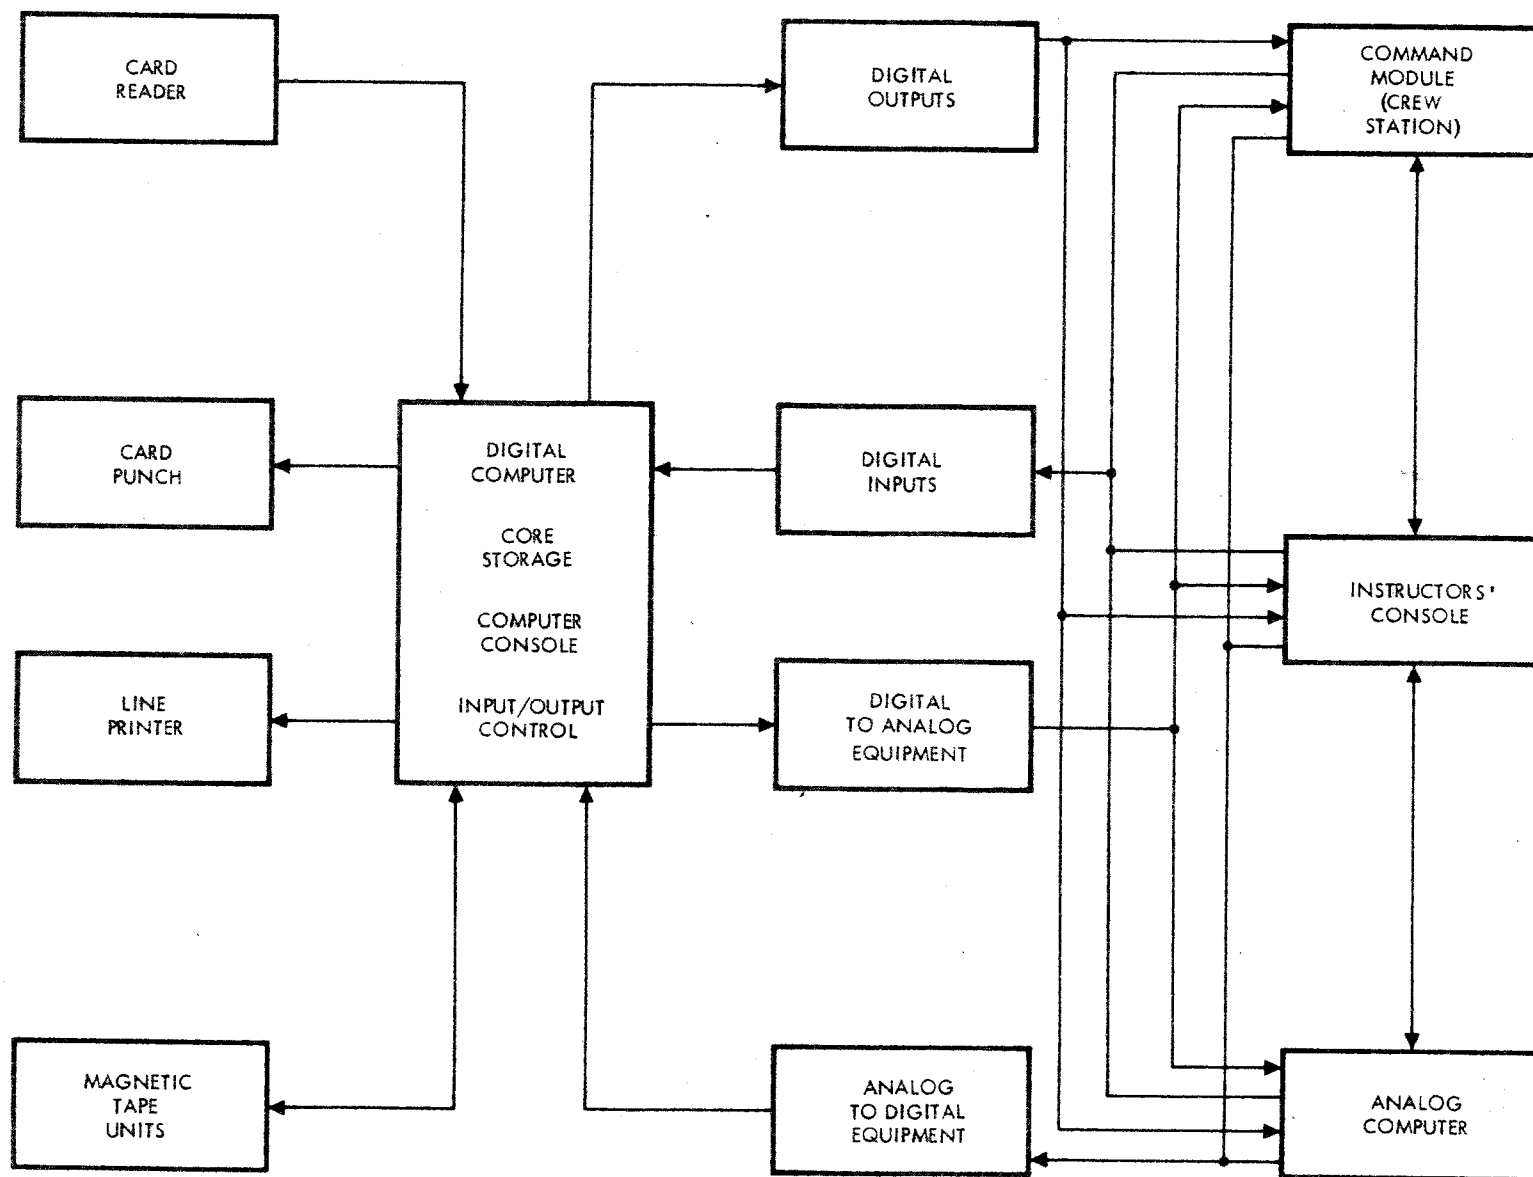 CARD
READER
DIGITAL
OUTPUTS
COMMAND
MODULE
(CREW
STATION)
CARD
PUNCH
DIGITAL
COMPUTER
CORE
STORAGE
COMPUTER
CONSOLE
INPUT/OUTPUT
CONTROL
DIGITAL
INPUTS
INSTRUCTORS'
CONSOLE
LINE
PRINTER
DIGITAL
TO ANALOG
EQUIPMENT
MAGNETIC
TAPE
UNITS
ANALOG
TO DIGITAL
EQUIPMENT
ANALOG
COMPUTER